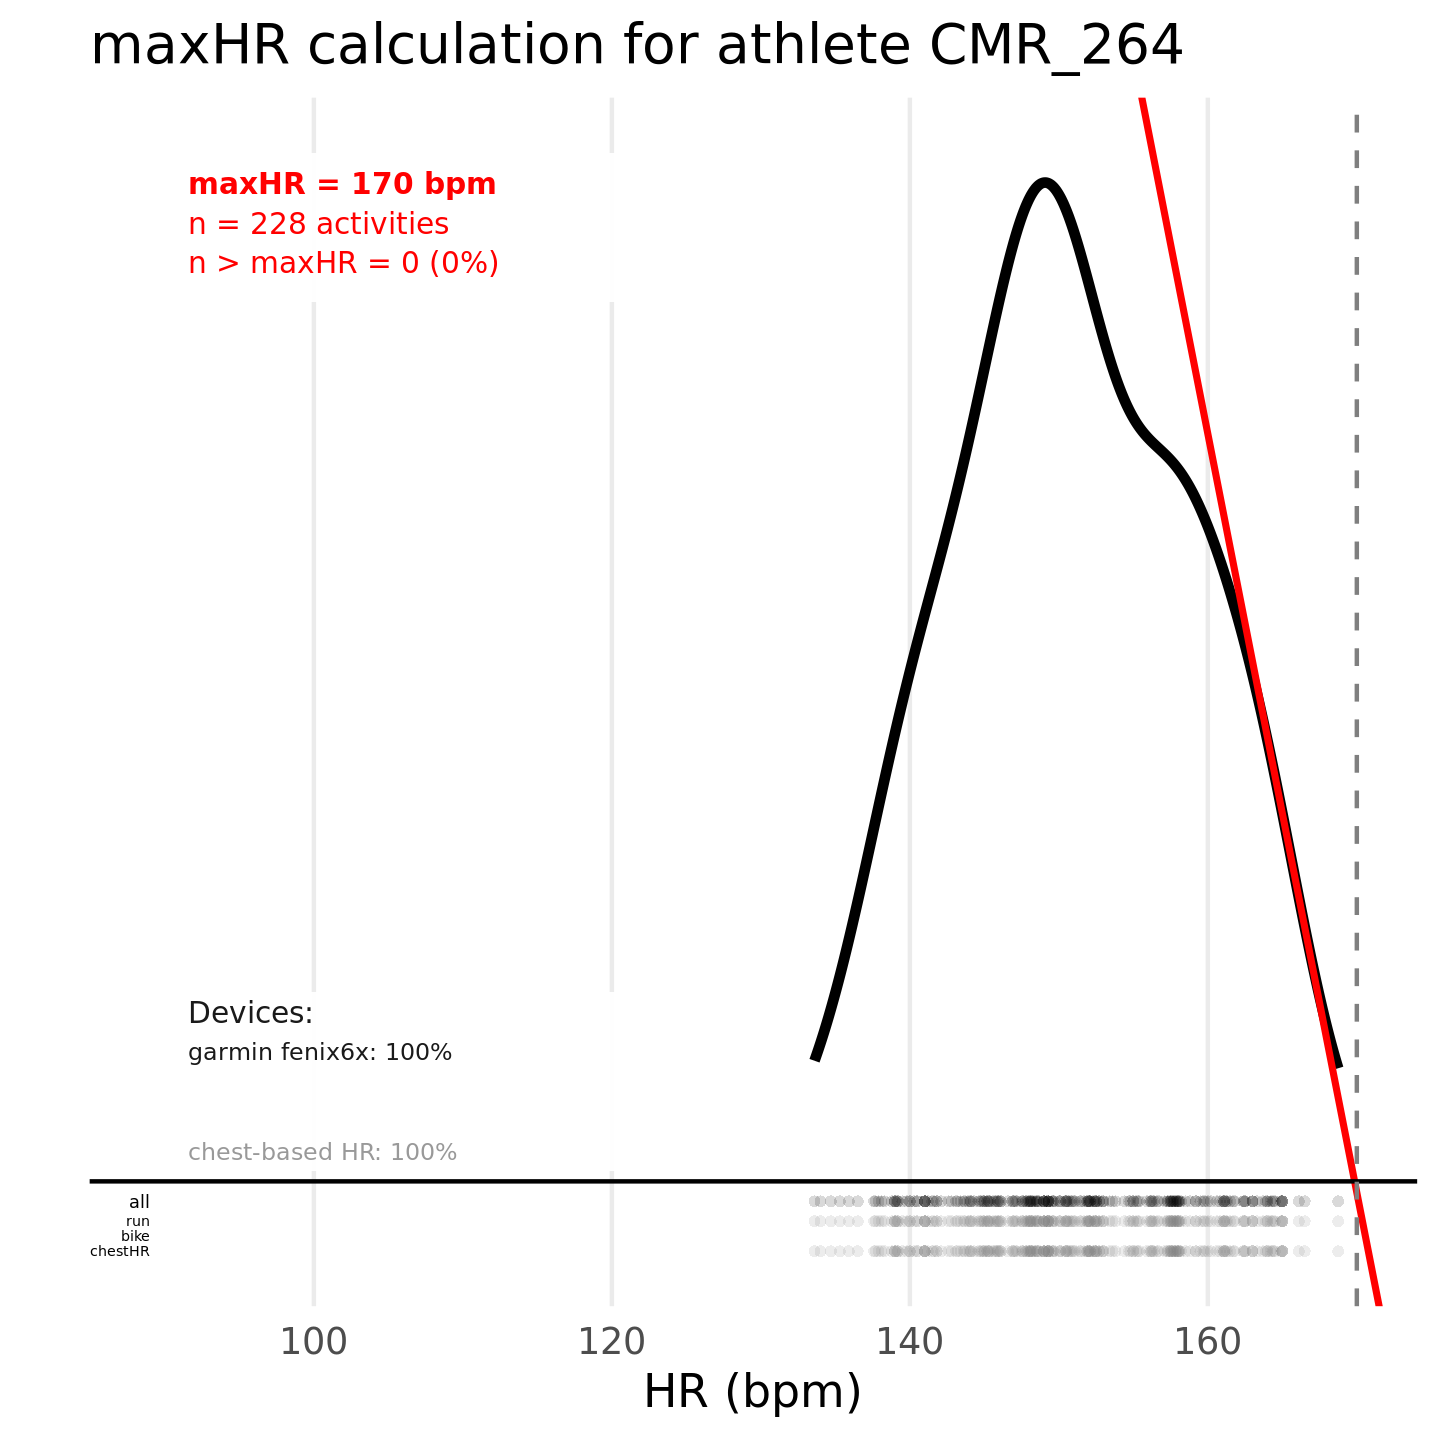 maxHR calculation for athlete CMR_264
maxHR = 170 bpm
n = 228 activities
n > maxHR = 0 (0%)
Devices:
garmin fenix6x: 100%
chest-based HR: 100%
all
run
bike
chestHR
100 120 140 160
HR (bpm)